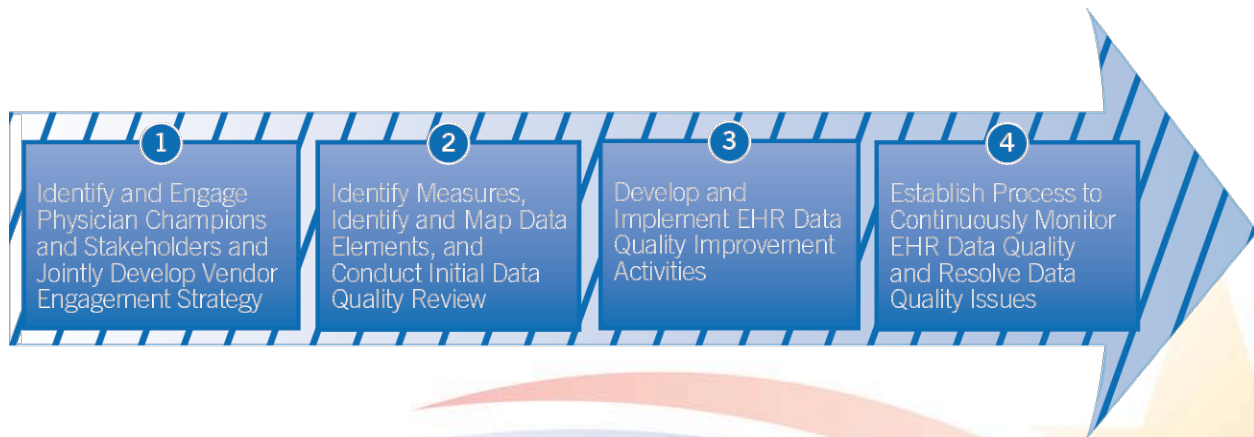 1
Identify and Engage
Physician Champions
and Stakeholders and
Jointly Develop Vendor
Engagement Strategy
2
Identify Measures,
Identify and Map Data
Elements, and
Conduct Initial Data
Quality Review
3
Develop and
Implement EHR Data
Quality Improvement
Activities
4
Establish Process to
Continuously Monitor
EHR Data Quality
and Resolve Data
Quality Issues